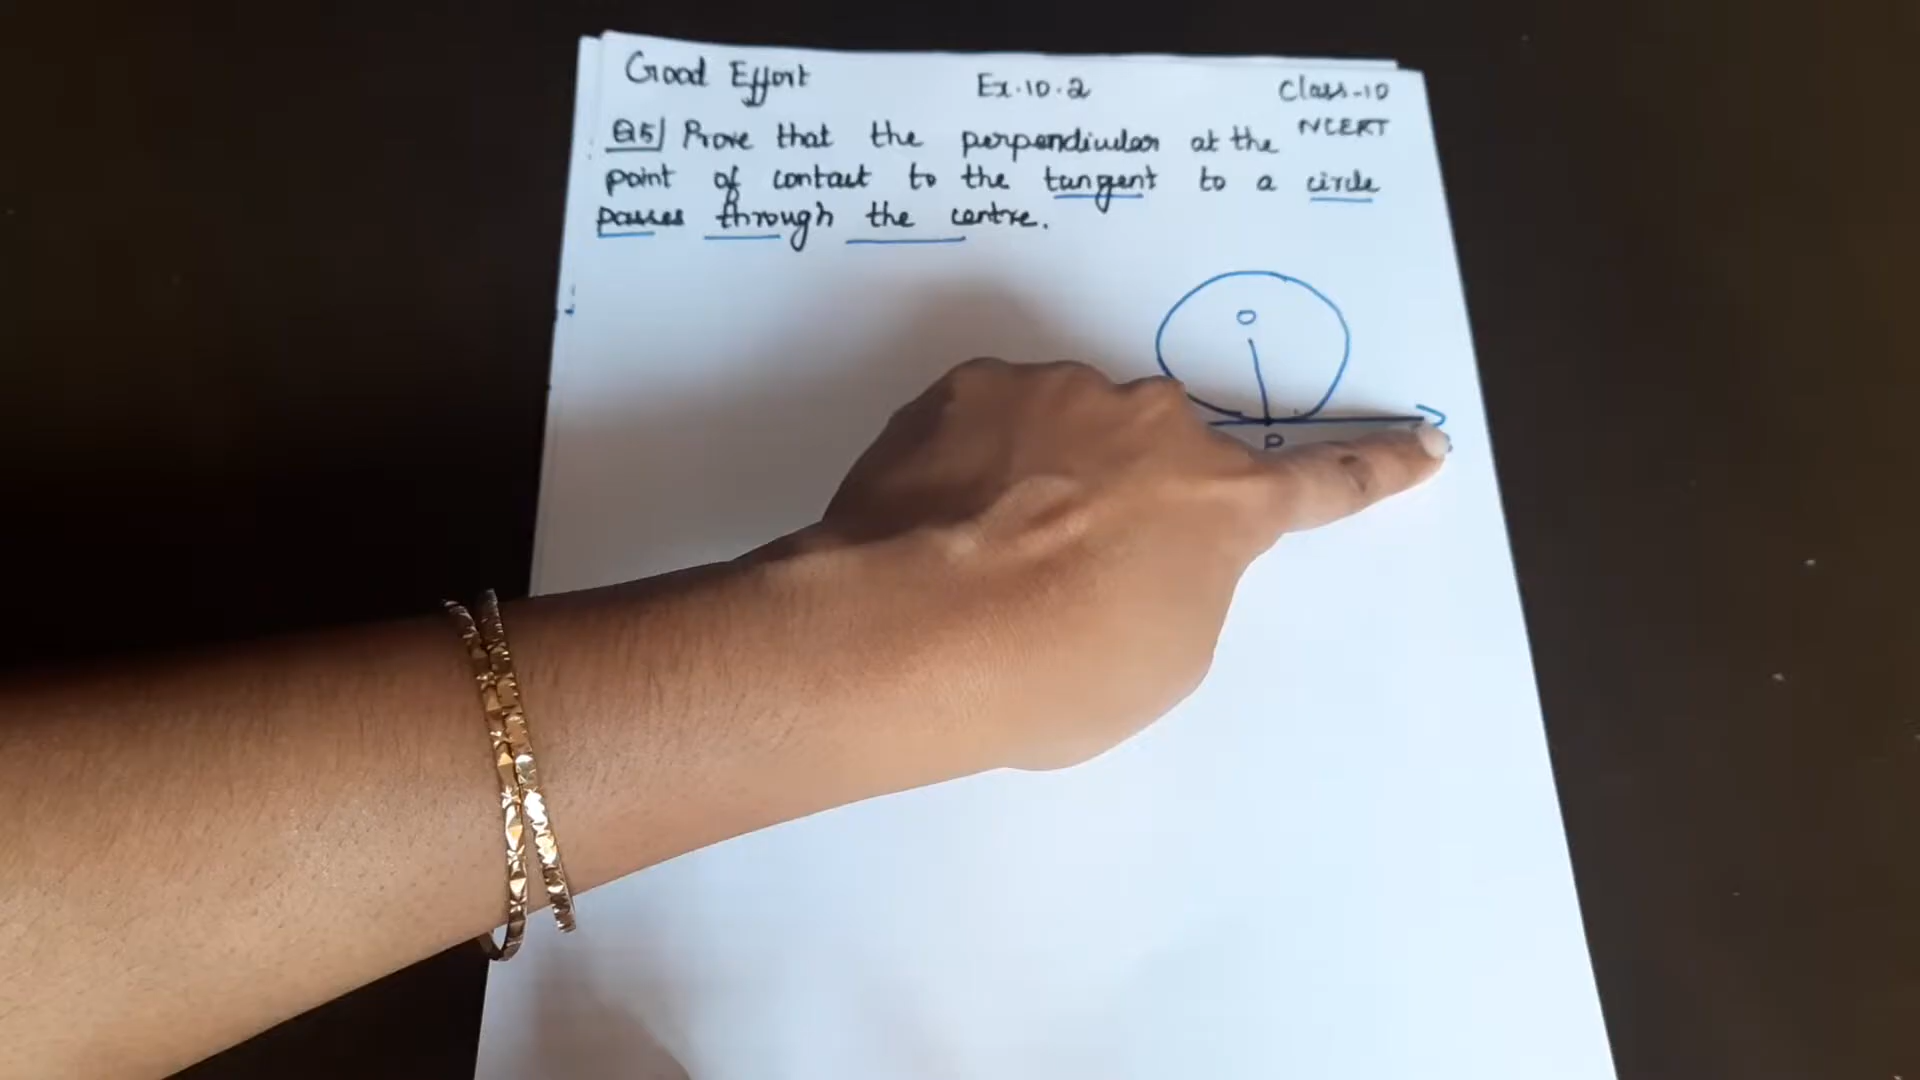 Good Effort Ex.10.2 Class-10
NCERT
Q5) Prove that the perpendicular at the
point of contact to the tangent to a circle
passes through the centre.
O
P